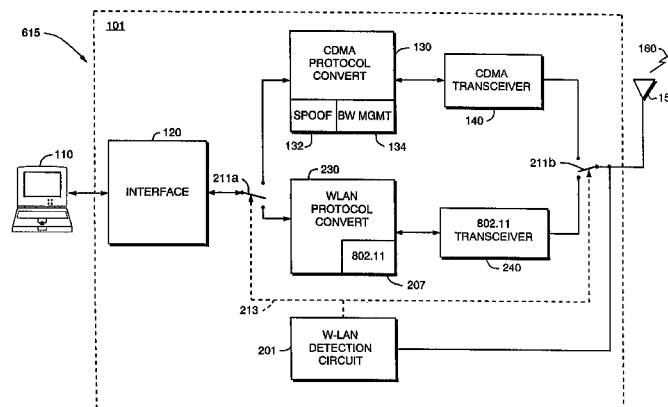 615
101
CDMA
PROTOCOL
CONVERT
130
SPOOF
BW MGMT
132
134
CDMA
TRANSCEIVER
140
160
15
110
120
INTERFACE
211a
211b
230
WLAN
PROTOCOL
CONVERT
802.11
207
802.11
TRANSCEIVER
240
213
201
W-LAN
DETECTION
CIRCUIT